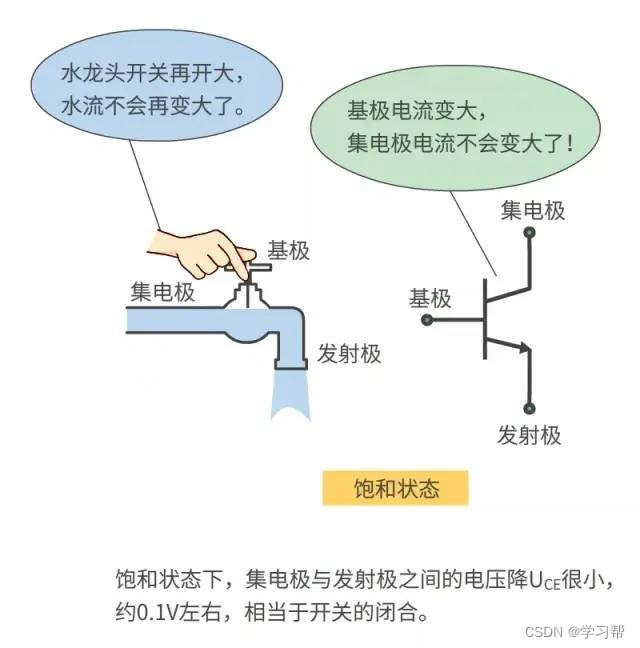 水龙头开关再开大，
水流不会再变大了。
基极电流变大，
集电极电流不会变大了！
集电极
基极
集电极
基极
发射极
发射极
饱和状态
饱和状态下，集电极与发射极之间的电压降UCE很小，
约0.1V左右，相当于开关的闭合。
CSDN @学习帮